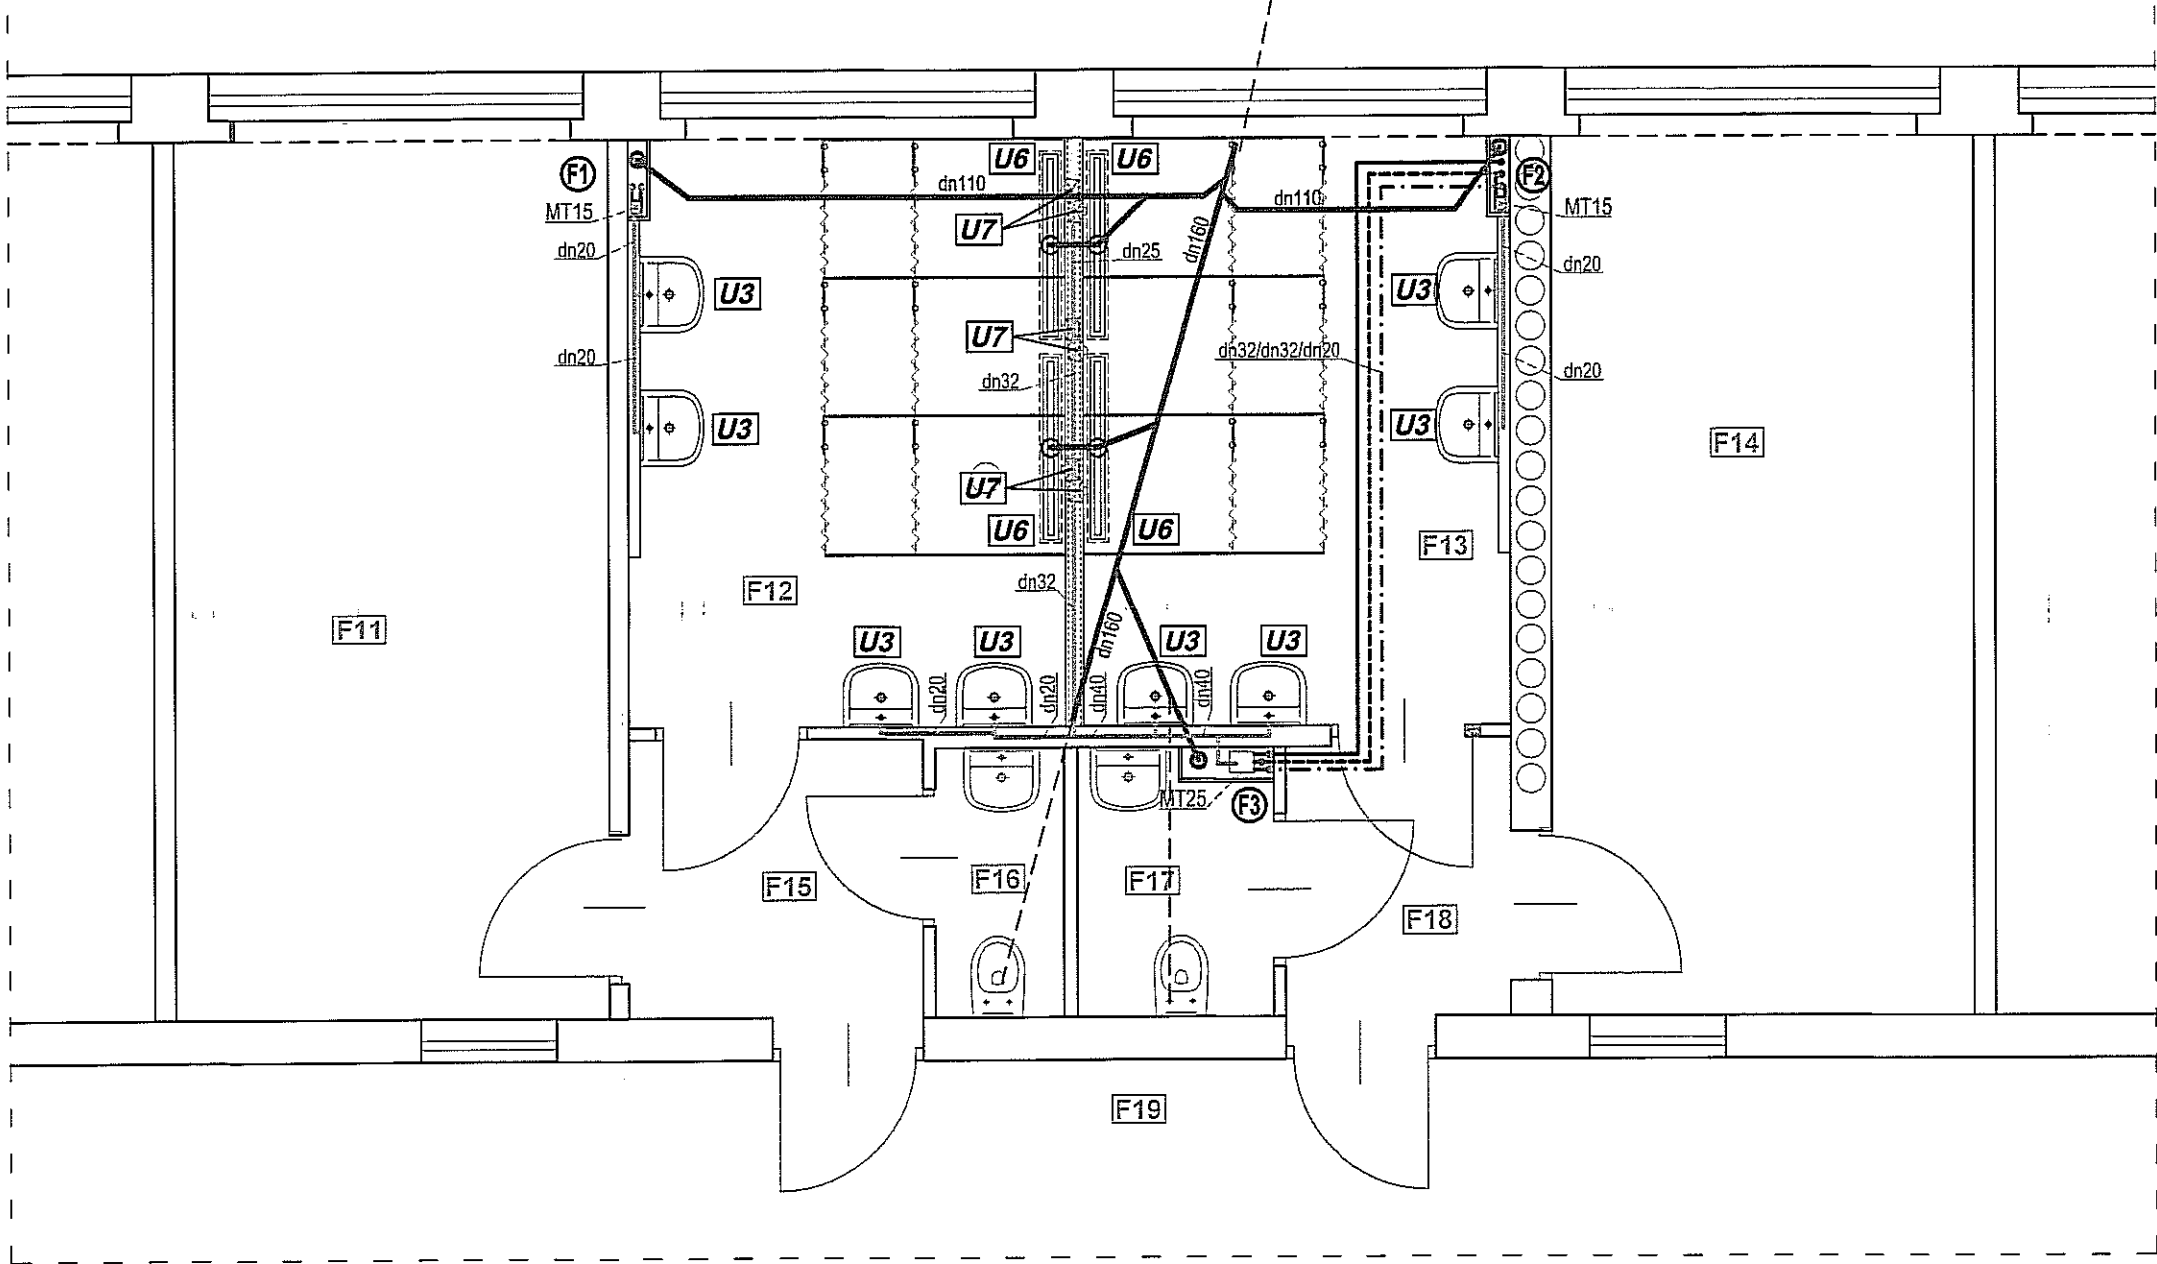 U6
U6
F1
dn110
dn110
F2
MT15
MT15
U7
dn160
dn20
dn25
dn20
U3
U3
U7
dn32/dn32/dn20
dn20
dn32
dn20
U3
U3
F14
U7
U6
U6
F13
F12
dn32
F11
dn160
U3
U3
U3
U3
dn20
dn20
dn40
dn40
MT25
F3
F15
F16
F17
F18
F19